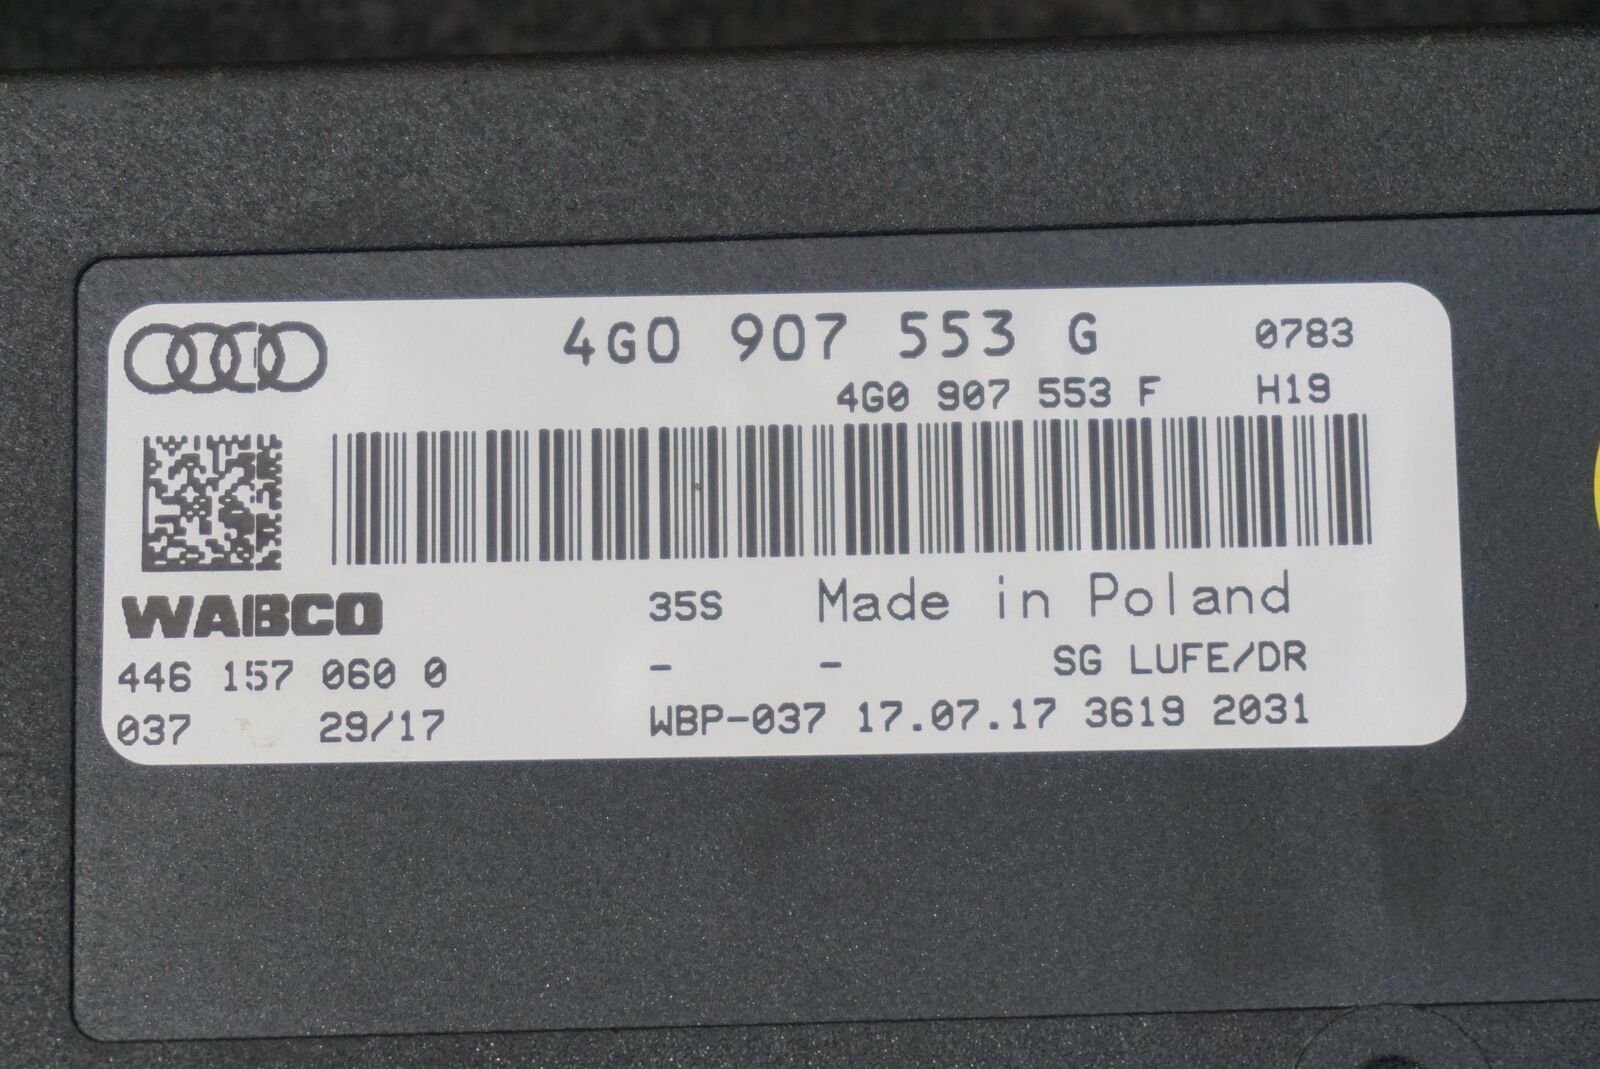 4G0 907 553 G 0783
4G0 907 553 F H19
WABCO 35S Made in Poland
446 157 060 0 - - SG LUFE/DR
037 29/17 WBP-037 17.07.17 3619 2031